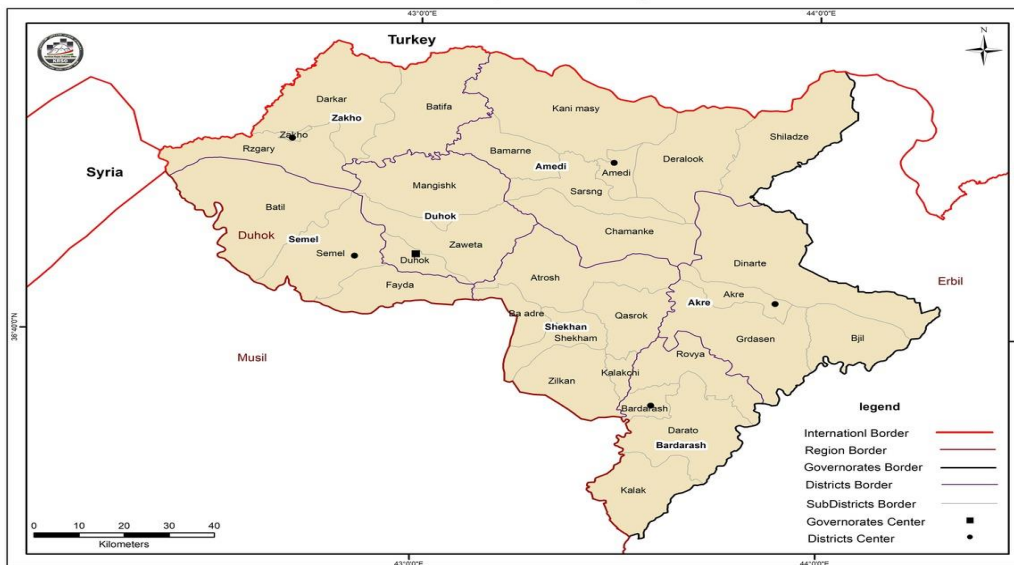 43°0'0"
44°0'0"
Turkey
KRSO
Darkar
Batifa
Kani masy
Zakho
Zakho
Shiladze
Rzgary
Bamarne
Deralook
Amedi
Amedi
Syria
Mangishk
Sarsng
Batil
Duhok
Chamanke
Duhok
Semel
Zaweta
Semel
Duhok
Dinarte
Fayda
Atrosh
Erbil
Akre
Akre
Ba adre
Qasrok
Shekhan
Shekham
Grdasen
Bjil
36°40'0"N
Musil
Rovya
Kalakchi
Zilkan
Bardarash
Darato
Bardarash
Kalak
legend
Internationl Border
Region Border
Governorates Border
Districts Border
SubDistricts Border
Governorates Center
Districts Center
0 10 20 30 40
Kilometers
43°0'0"E
44°0'0"E